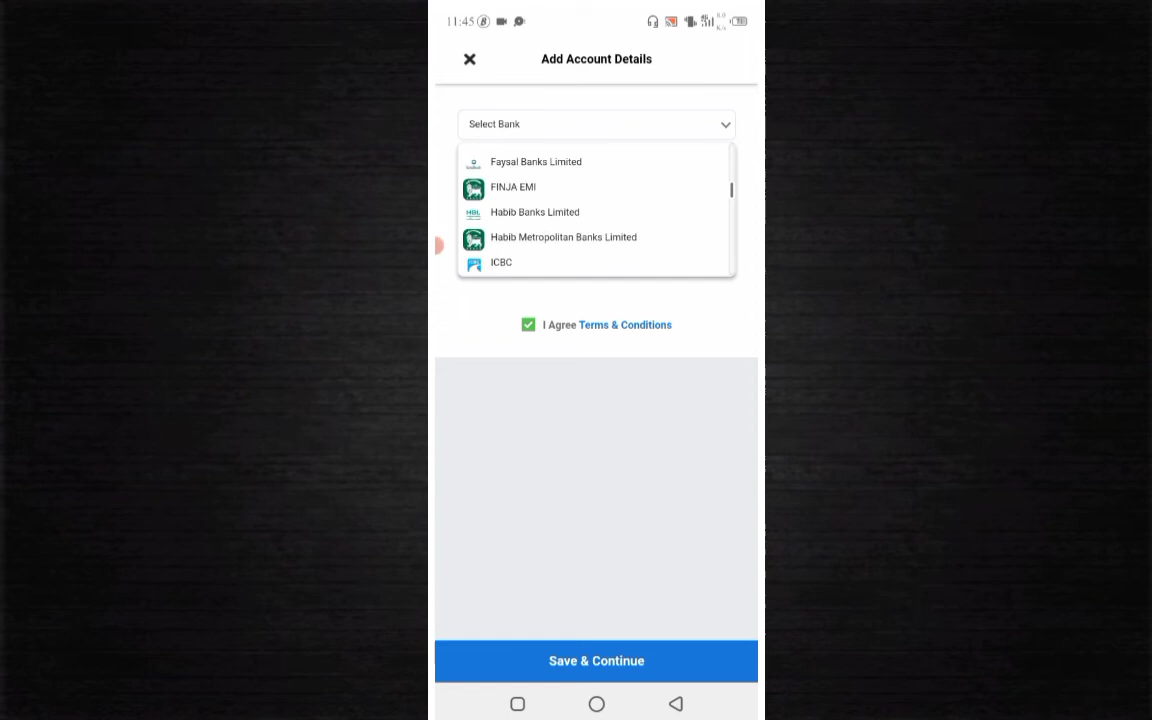 11:45
Add Account Details
Select Bank
Faysal Banks Limited
FINJA EMI
HBL Habib Banks Limited
Habib Metropolitan Banks Limited
ICBC
I Agree Terms & Conditions
Save & Continue